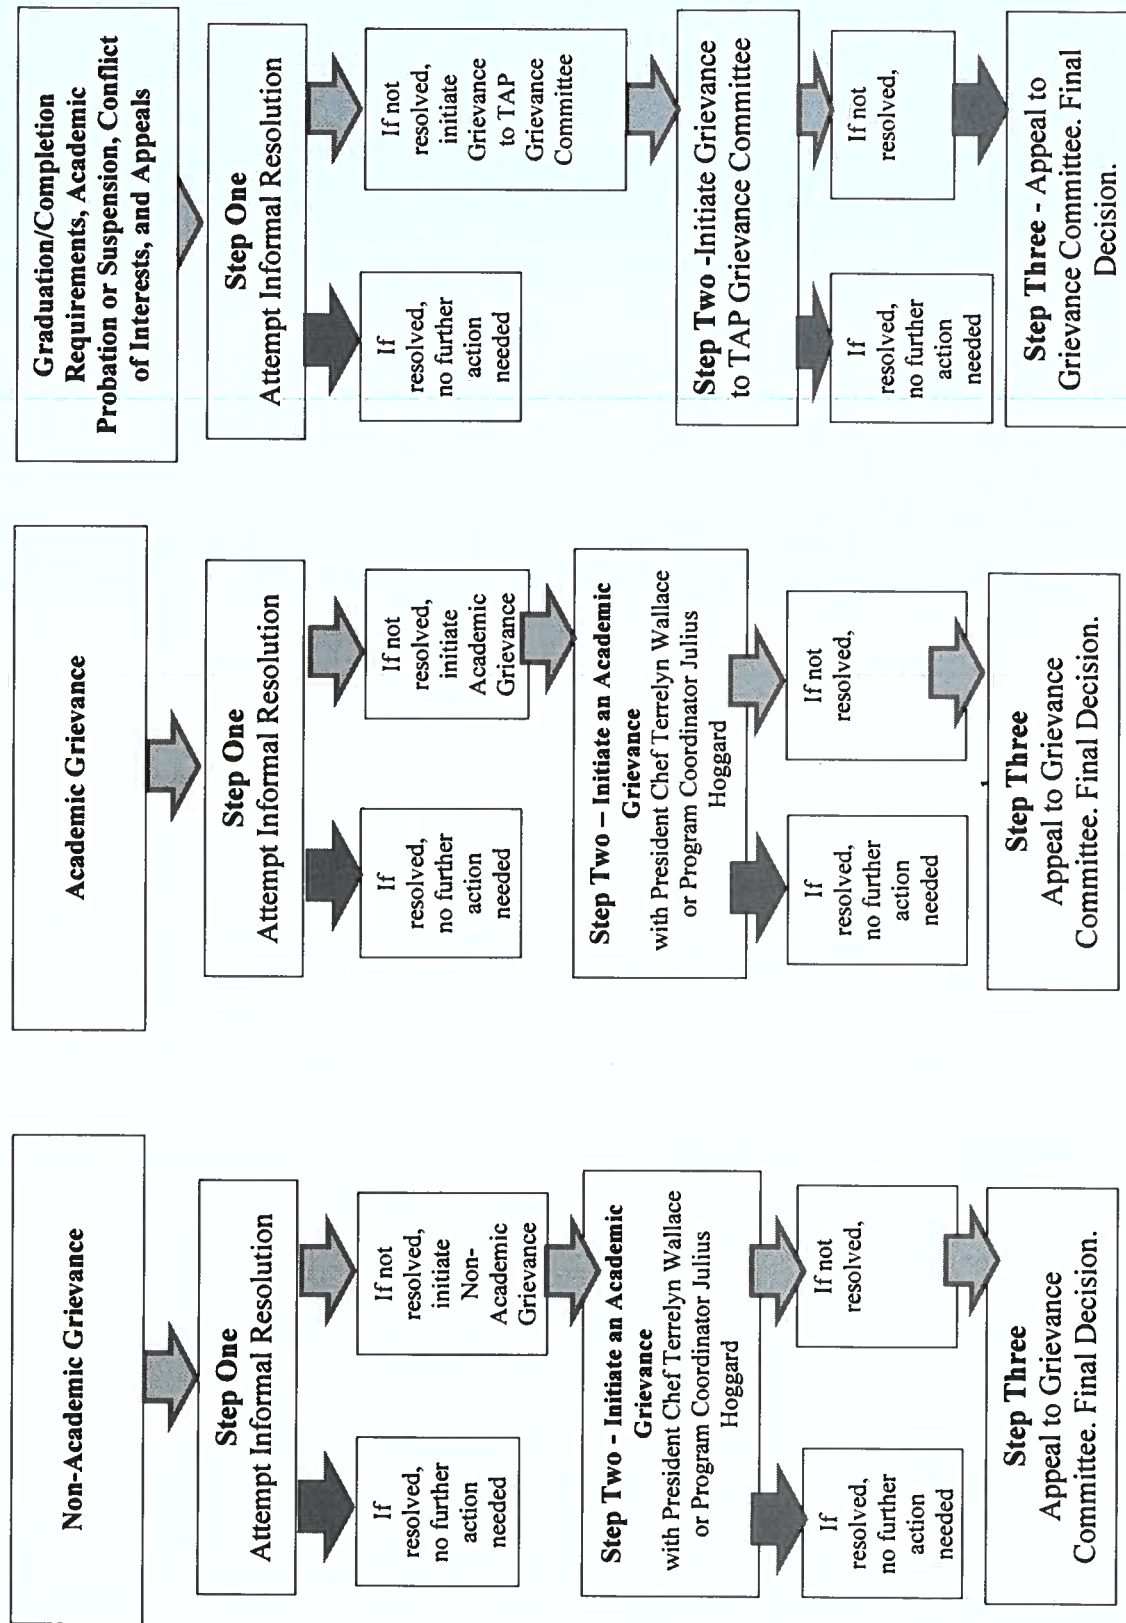 Non-Academic Grievance
Step One
Attempt Informal Resolution
If
resolved,
no further
action
needed
If not
resolved,
initiate
Non-
Academic
Grievance
Step Two - Initiate an Academic
Grievance
with President Chef Terrelyn Wallace
or Program Coordinator Julius
Hoggard
If
resolved,
no further
action
needed
If not
resolved,
Step Three
Appeal to Grievance
Committee. Final Decision.
Academic Grievance
Step One
Attempt Informal Resolution
If
resolved,
no further
action
needed
If not
resolved,
initiate
Academic
Grievance
Step Two – Initiate an Academic
Grievance
with President Chef Terrelyn Wallace
or Program Coordinator Julius
Hoggard
If
resolved,
no further
action
needed
If not
resolved,
Step Three
Appeal to Grievance
Committee. Final Decision.
Graduation/Completion
Requirements, Academic
Probation or Suspension, Conflict
of Interests, and Appeals
Step One
Attempt Informal Resolution
If
resolved,
no further
action
needed
If not
resolved,
initiate
Grievance
to TAP
Grievance
Committee
Step Two -Initiate Grievance
to TAP Grievance Committee
If
resolved,
no further
action
needed
If not
resolved,
Step Three - Appeal to
Grievance Committee. Final
Decision.